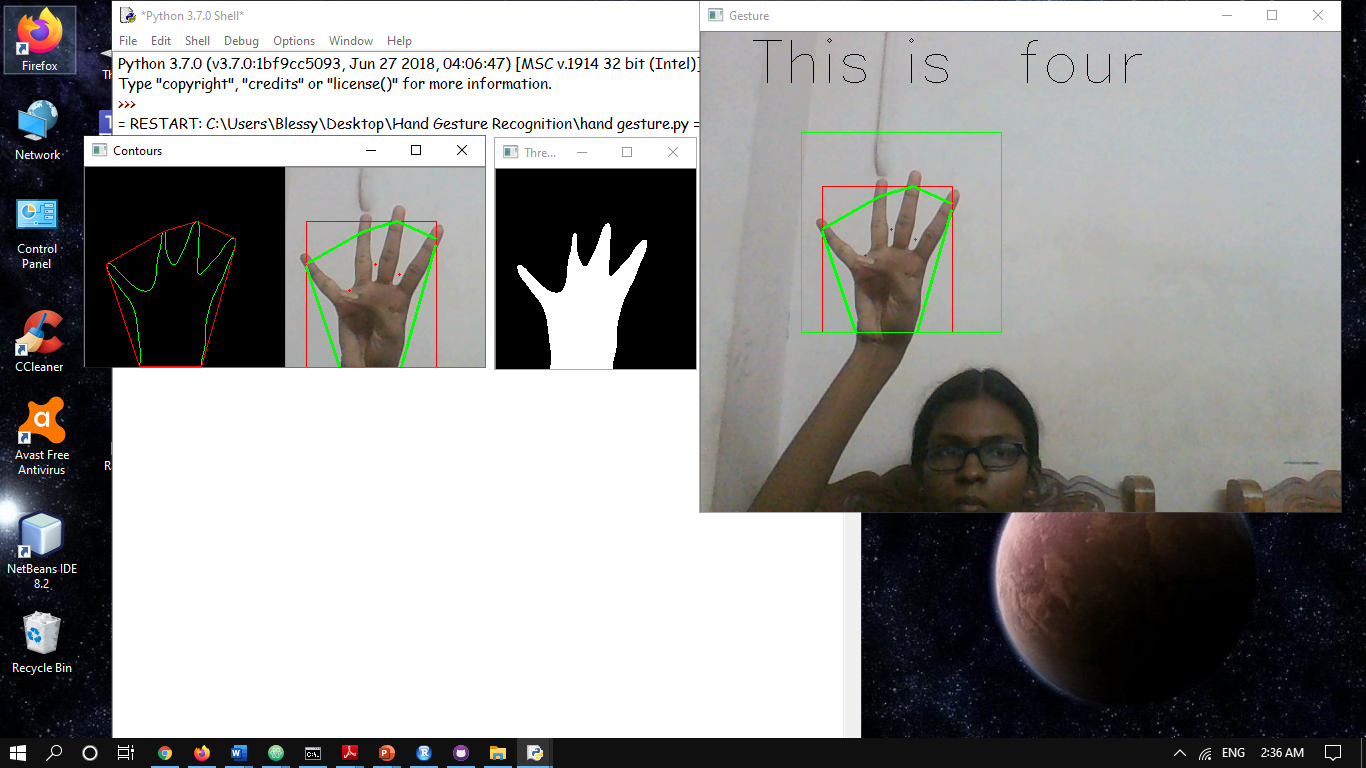 Firefox
Network
Control
Panel
CCleaner
Avast Free
Antivirus
NetBeans IDE
8.2
Recycle Bin
*Python 3.7.0 Shell*
File Edit Shell Debug Options Window Help
Python 3.7.0 (v3.7.0:1bf9cc5093, Jun 27 2018, 04:06:47) [MSC v.1914 32 bit (Intel)]
Type "copyright", "credits" or "license()" for more information.
>>>
= RESTART: C:\Users\Blessy\Desktop\Hand Gesture Recognition\hand gesture.py =
Contours
Thre...
Gesture
This is four
ENG 2:36 AM